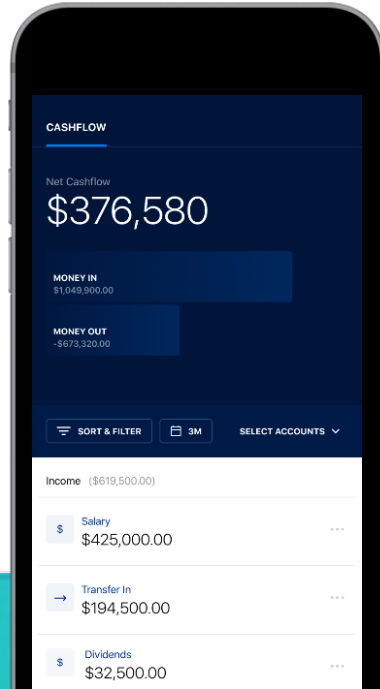 CASHFLOW
Net Cashflow
$376,580
MONEY IN
$1,049,900.00
MONEY OUT
-$673,320.00
SORT & FILTER 3M SELECT ACCOUNTS
Income ($619,500.00)
$ Salary
$425,000.00
Transfer In
$194,500.00
$ Dividends
$32,500.00